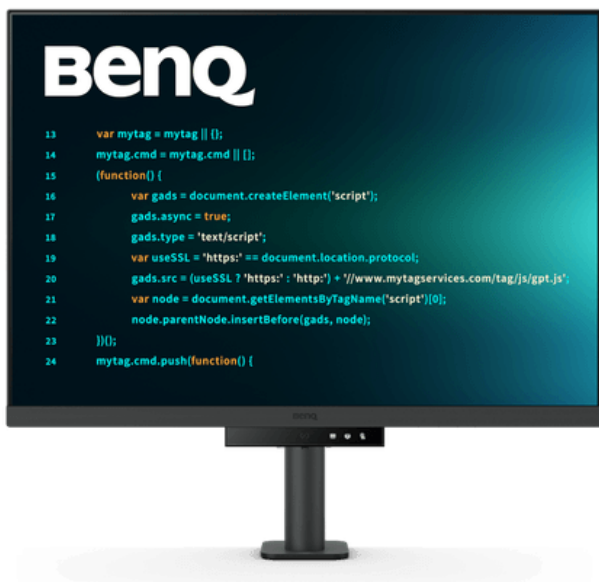 BenQ
13 var mytag = mytag || {};
14 mytag.cmd = mytag.cmd || [];
15 (function() {
16 var gads = document.createElement('script');
17 gads.async = true;
18 gads.type = 'text/script';
19 var useSSL = 'https:' == document.location.protocol;
20 gads.src = (useSSL ? 'https:' : 'http:') + '//www.mytagservices.com/tag/js/gpt.js';
21 var node = document.getElementsByTagName('script')[0];
22 node.parentNode.insertBefore(gads, node);
23 })();
24 mytag.cmd.push(function() {
BenQ